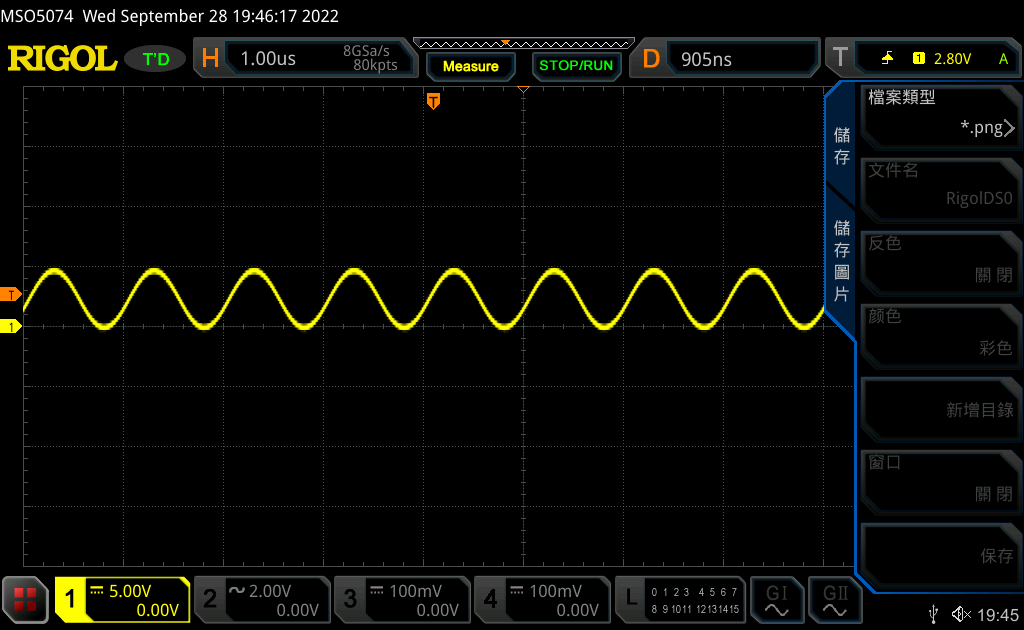 MSO5074 Wed September 28 19:46:17 2022
RIGOL
T'D
H
1.00us
8GSa/s
80kpts
Measure
STOP/RUN
D
905ns
T
1
2.80V
A
T
T
1
儲存
儲存圖片
檔案類型
*.png
文件名
RigolDS0
反色
關閉
顏色
彩色
新增目錄
窗口
關閉
保存
1
5.00V
0.00V
2
2.00V
0.00V
3
100mV
0.00V
4
100mV
0.00V
L
0 1 2 3 4 5 6 7
8 9 10 11 12 13 14 15
GI
GII
19:45